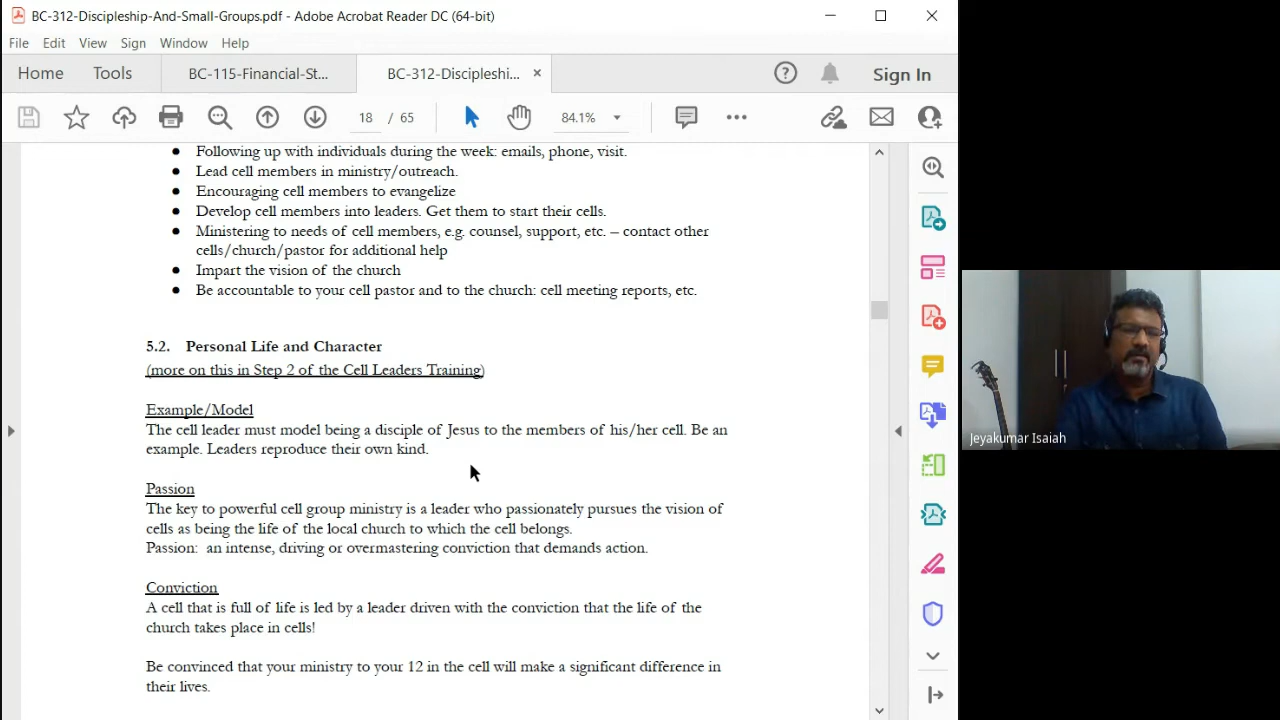 BC-312-Discipleship-And-Small-Groups.pdf - Adobe Acrobat Reader DC (64-bit)
File Edit View Sign Window Help
Home Tools BC-115-Financial-St... BC-312-Discipleshi... × Sign In
18 / 65 84.1%
● Following up with individuals during the week: emails, phone, visit.
● Lead cell members in ministry/outreach.
● Encouraging cell members to evangelize
● Develop cell members into leaders. Get them to start their cells.
● Ministering to needs of cell members, e.g. counsel, support, etc. – contact other
cells/church/pastor for additional help
● Impart the vision of the church
● Be accountable to your cell pastor and to the church: cell meeting reports, etc.
5.2. Personal Life and Character
(more on this in Step 2 of the Cell Leaders Training)
Example/Model
The cell leader must model being a disciple of Jesus to the members of his/her cell. Be an
example. Leaders reproduce their own kind.
Passion
The key to powerful cell group ministry is a leader who passionately pursues the vision of
cells as being the life of the local church to which the cell belongs.
Passion: an intense, driving or overmastering conviction that demands action.
Conviction
A cell that is full of life is led by a leader driven with the conviction that the life of the
church takes place in cells!
Be convinced that your ministry to your 12 in the cell will make a significant difference in
their lives.
Jeyakumar Isaiah